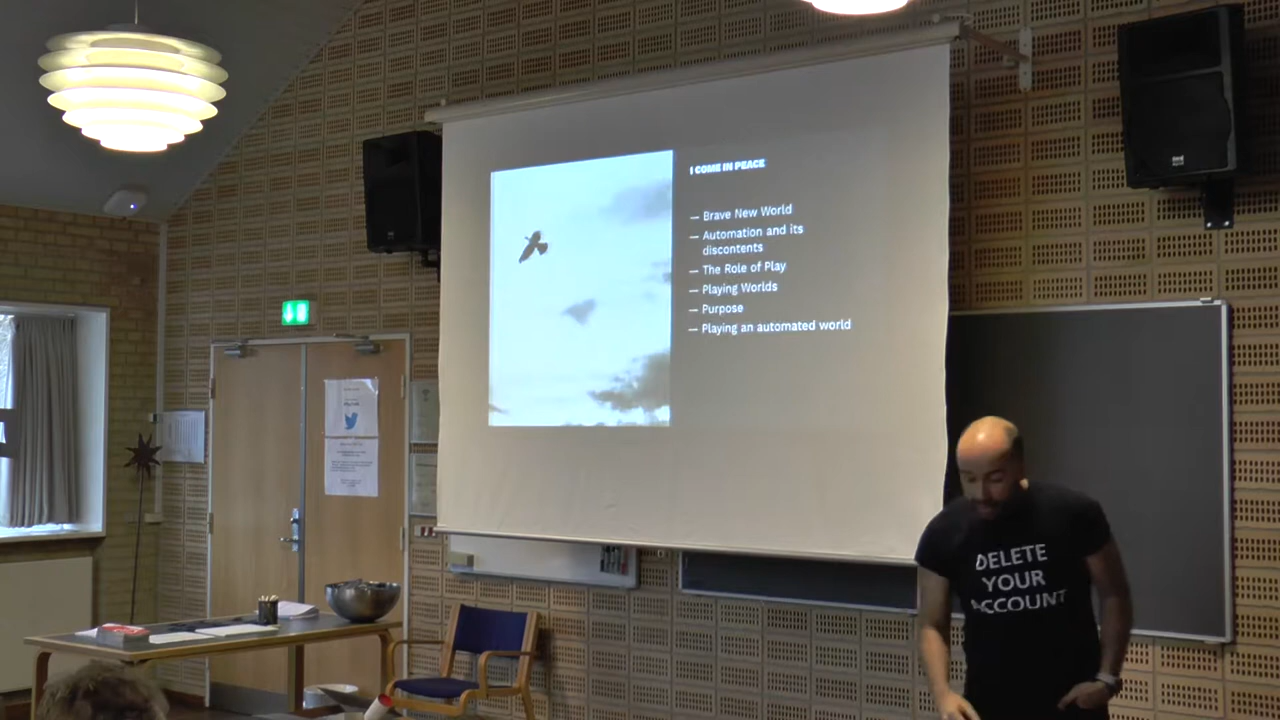 I COME IN PEACE
— Brave New World
— Automation and its
discontents
— The Role of Play
— Playing Worlds
— Purpose
— Playing an automated world
DELETE
YOUR
ACCOUNT